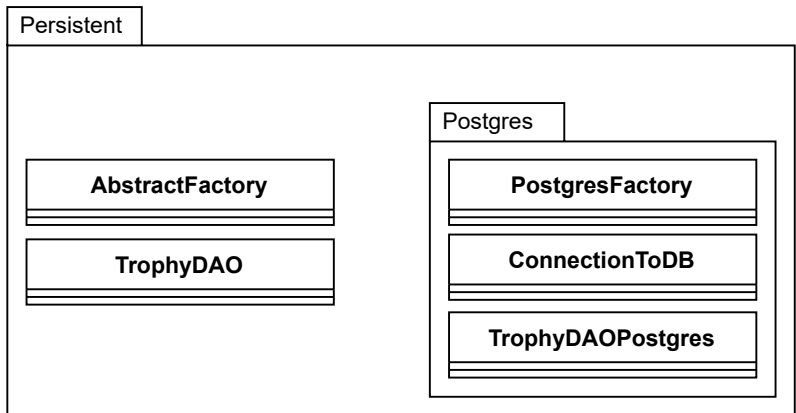 Persistent
AbstractFactory
TrophyDAO
Postgres
PostgresFactory
ConnectionToDB
TrophyDAOPostgres